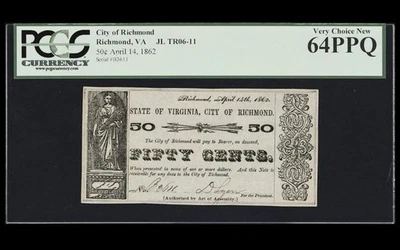 PCGS
CURRENCY
www.pcgscurrency.com
City of Richmond
Richmond, VA JL TR06-11
50¢ April 14, 1862
Very Choice New
64PPQ
Richmond, April 14th, 1862.
STATE OF VIRGINIA, CITY OF RICHMOND.
50 50
The City of Richmond will pay to Bearer, on demand,
FIFTY CENTS,
When presented in sums of one or more dollars. And this Note is
receivable for any dues to the City of Richmond.
For the President.
(Authorized by Act of Assembly.)